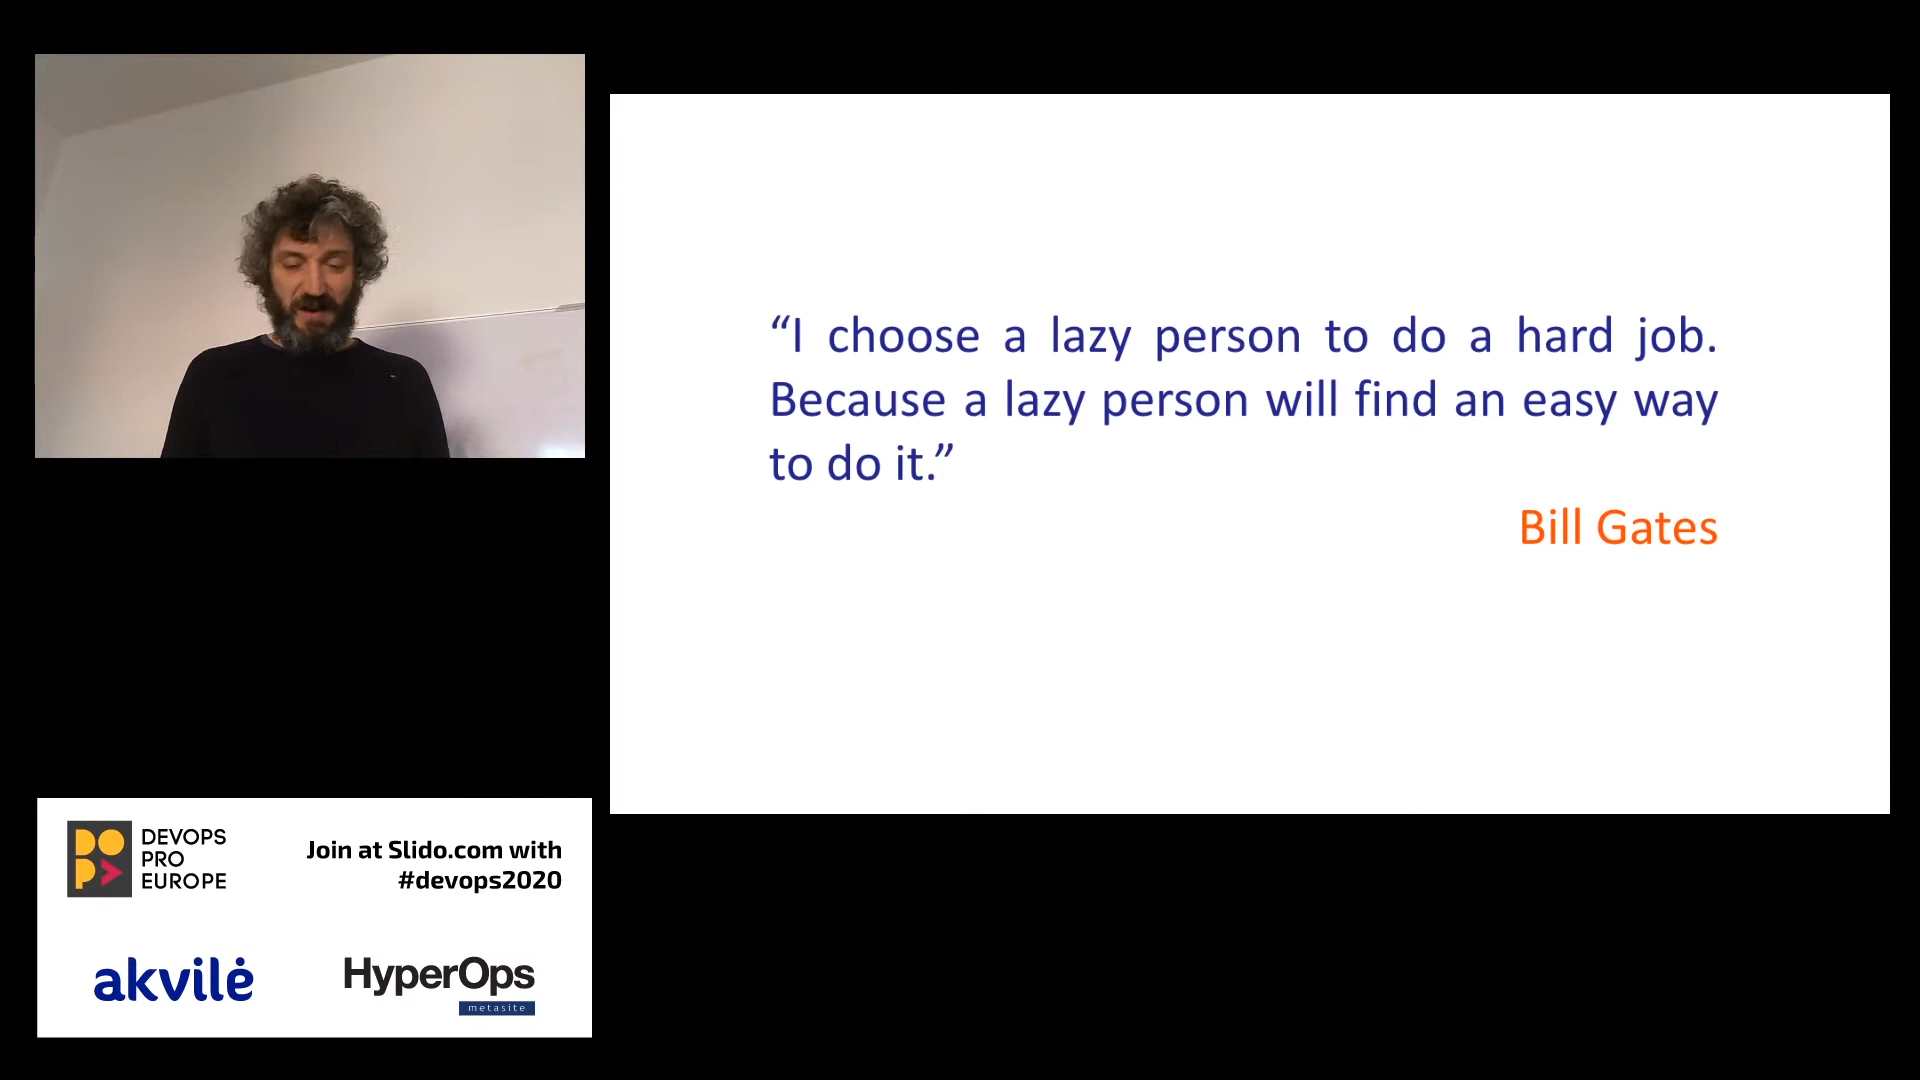 “I choose a lazy person to do a hard job.
Because a lazy person will find an easy way
to do it.”
Bill Gates
DEVOPS
PRO
EUROPE
Join at Slido.com with
#devops2020
akvilė
HyperOps
metasite